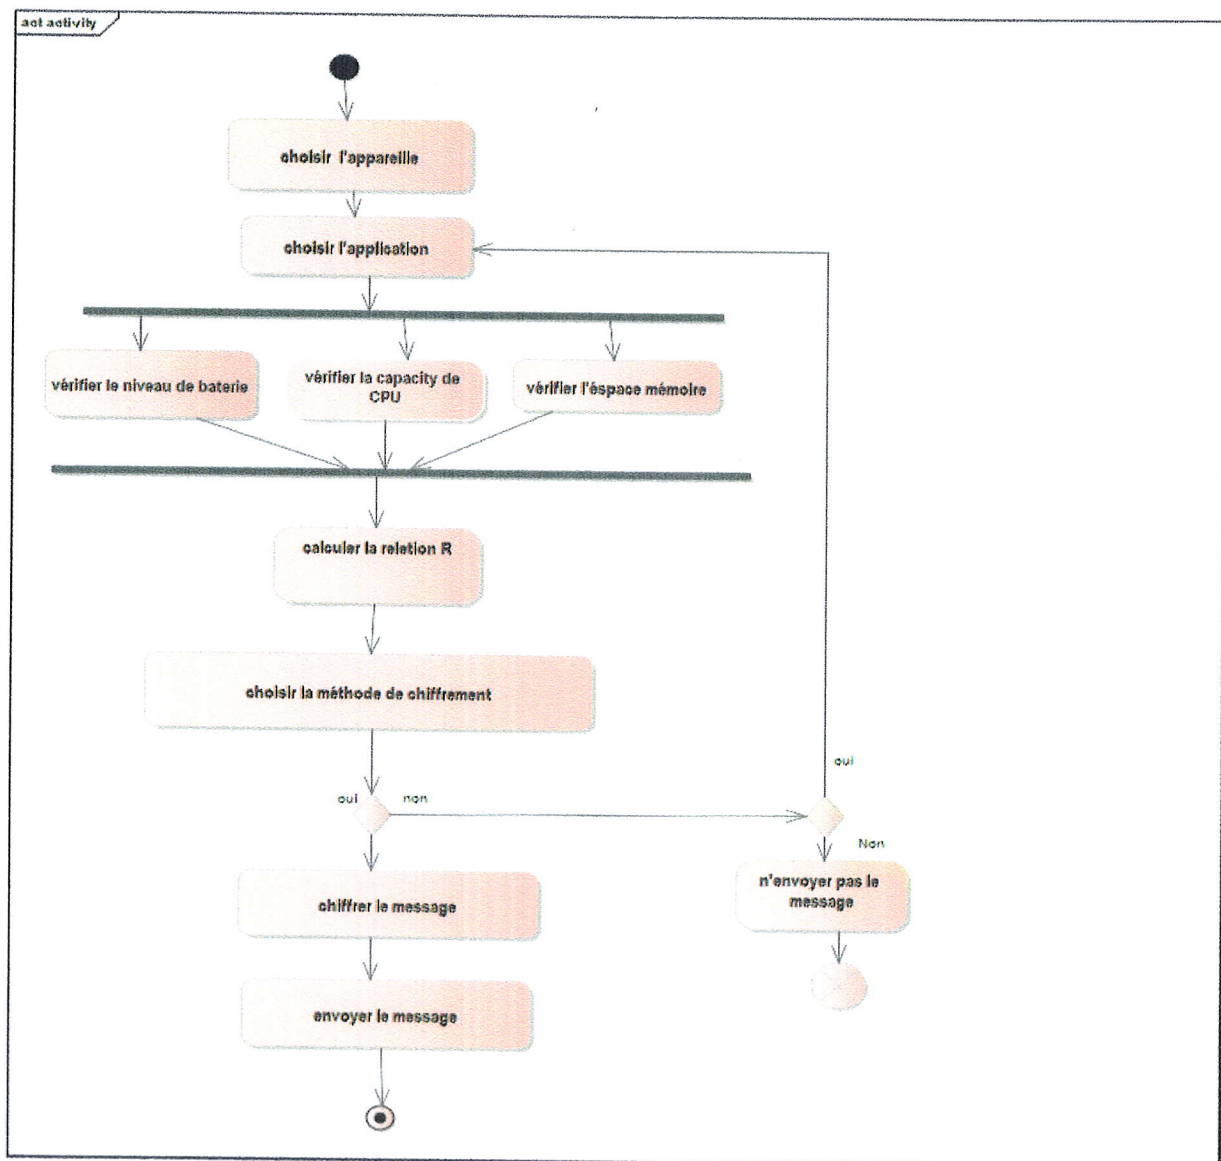 act activity
choisir l'appareille
choisir l'application
vérifier le niveau de baterie
vérifier la capacity de
CPU
vérifier l'éspace mémoire
calculer la reletion R
choisir la méthode de chiffrement
oui
oui
non
Non
chiffrer le message
n'envoyer pas le
message
envoyer le message